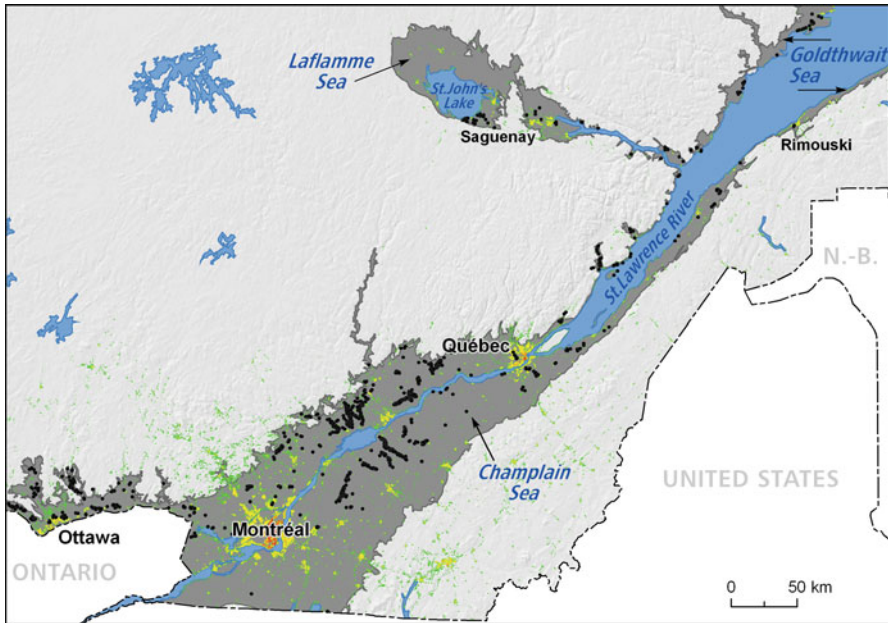 Laflamme
Sea
St.John's
Lake
Goldthwait
Sea
Saguenay
Rimouski
St.Lawrence River
N.-B.
Québec
Champlain
Sea
UNITED STATES
Montréal
Ottawa
ONTARIO
0 50 km